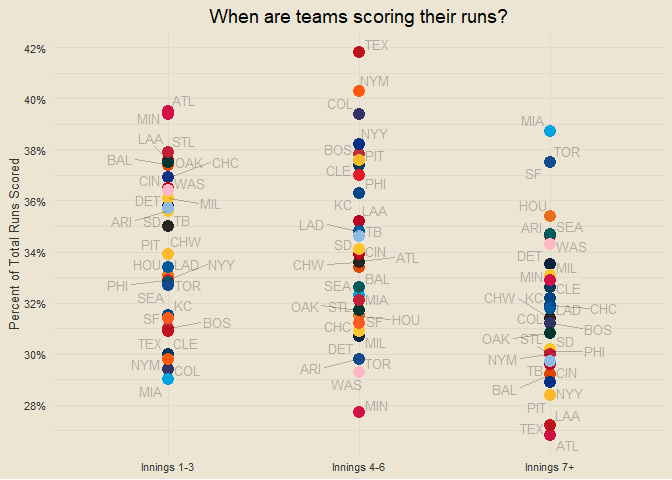 When are teams scoring their runs?
Percent of Total Runs Scored
42%
40%
38%
36%
34%
32%
30%
28%
ATL
MIN
LAA STL
BAL OAK CHC
CIN WAS
DET MIL
ARI SD TB
PIT CHW
HOU LAD NYY
PHI TOR
SEA KC
SF BOS
TEX CLE
NYM COL
MIA
TEX
NYM
COL
NYY
BOS PIT
CLE PHI
KC LAA
LAD TB
SD CIN
CHW ATL
BAL
SEA MIA
OAK STL
SF HOU
CHC MIL
DET TOR
ARI
WAS
MIN
MIA
TOR
SF
HOU
ARI SEA
WAS
DET MIL
MIN CLE
CHW KC LAD CHC
COL BOS
OAK STL SD
NYM PHI
TB CIN
BAL NYY
PIT LAA
TEX ATL
Innings 1-3
Innings 4-6
Innings 7+